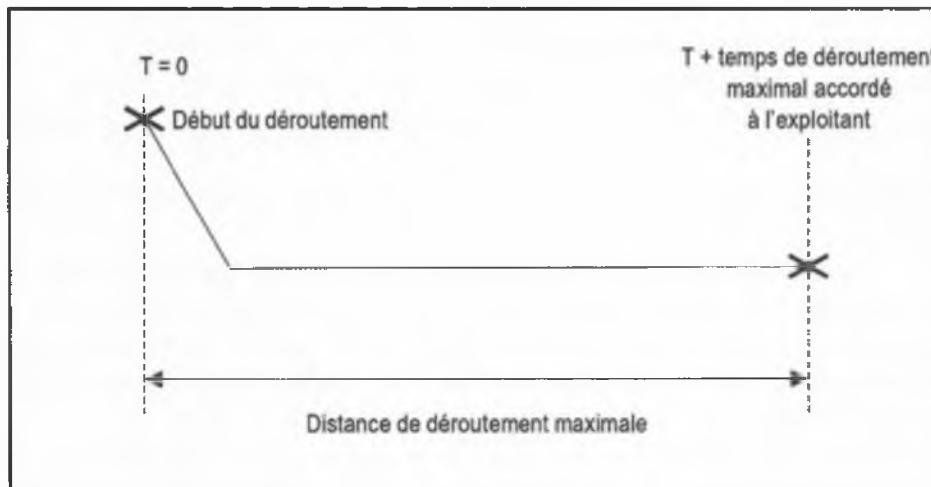 T = 0
T + temps de déroutement
maximal accordé
à l'exploitant
Début du déroutement
Distance de déroutement maximale